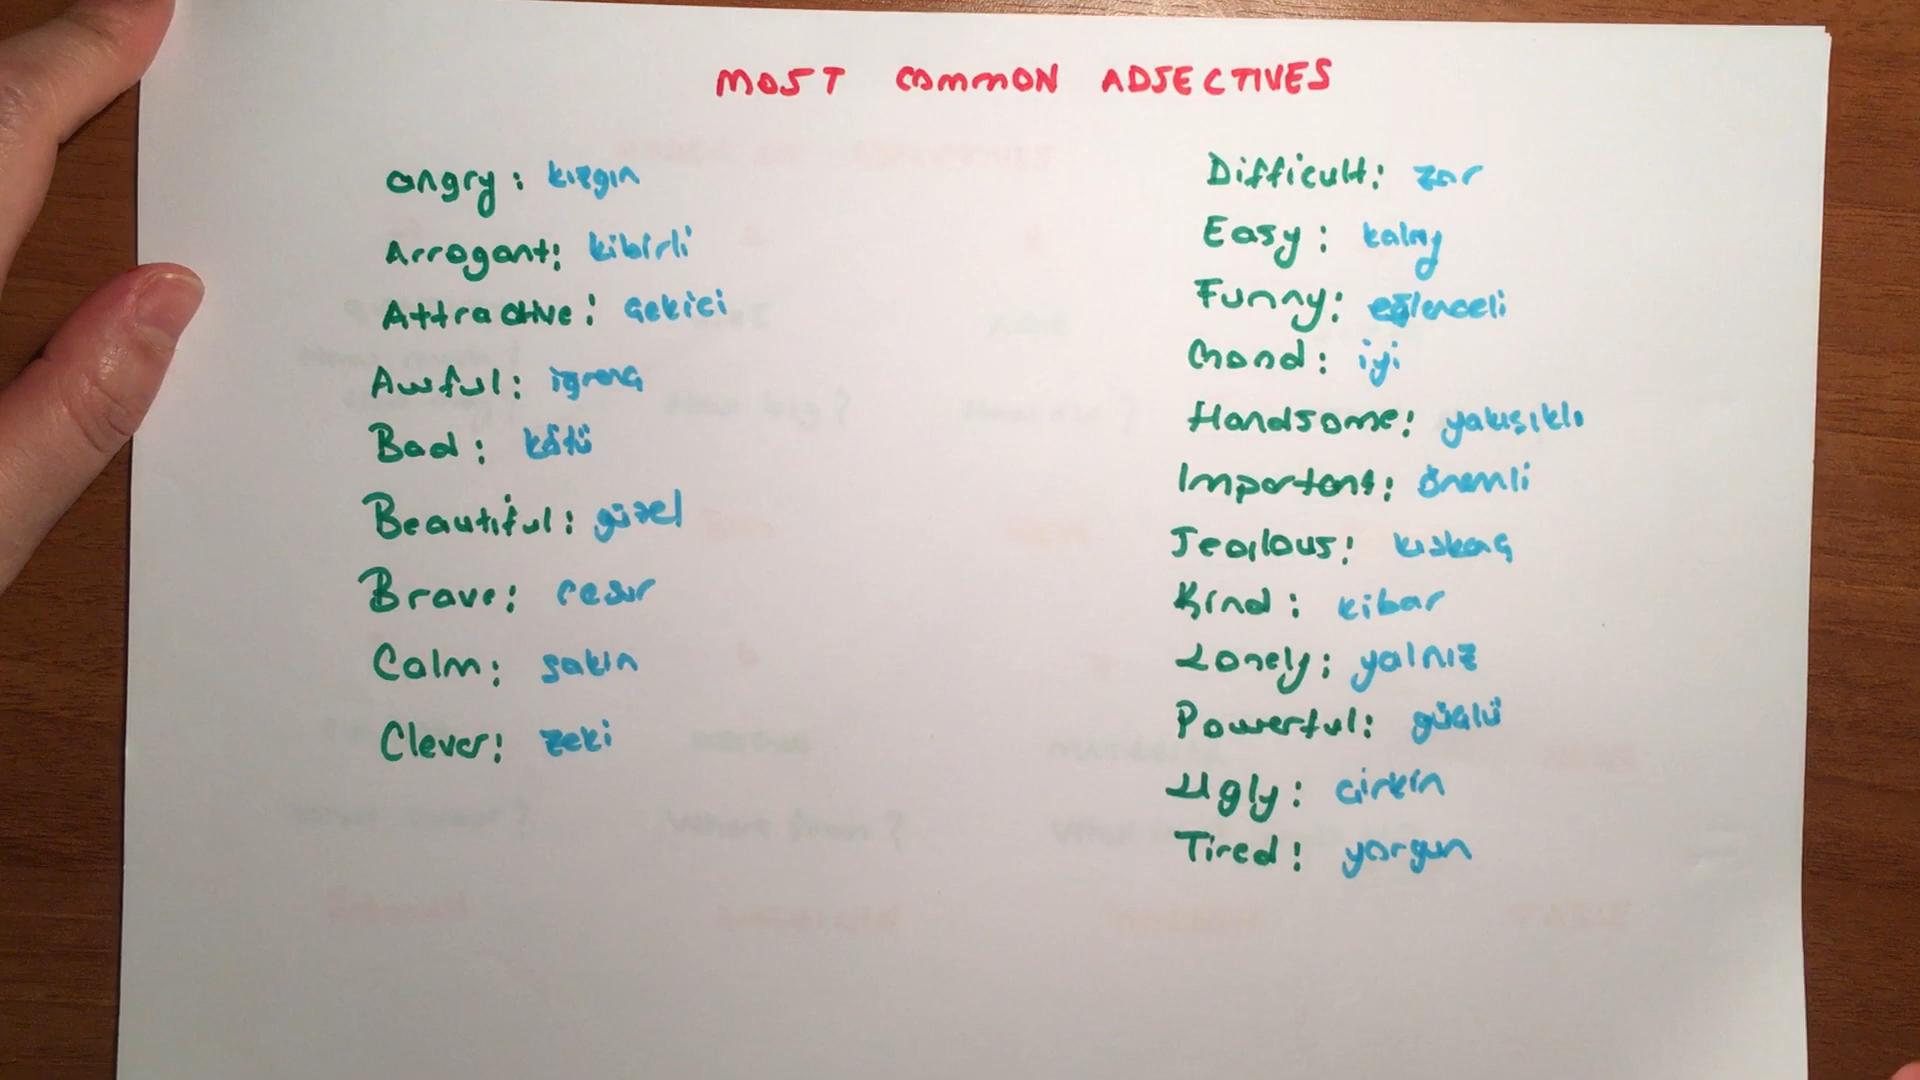 MOST COMMON ADJECTIVES
angry: kızgın
Arrogant: kibirli
Attractive: çekici
Awful: iğrenç
Bad: kötü
Beautiful: güzel
Brave: cesur
Calm: sakin
Clever: zeki
Difficult: zor
Easy: kolay
Funny: eğlenceli
Good: iyi
Handsome: yakışıklı
Important: önemli
Jealous: kıskanç
Kind: kibar
Lonely: yalnız
Powerful: güçlü
Ugly: çirkin
Tired: yorgun